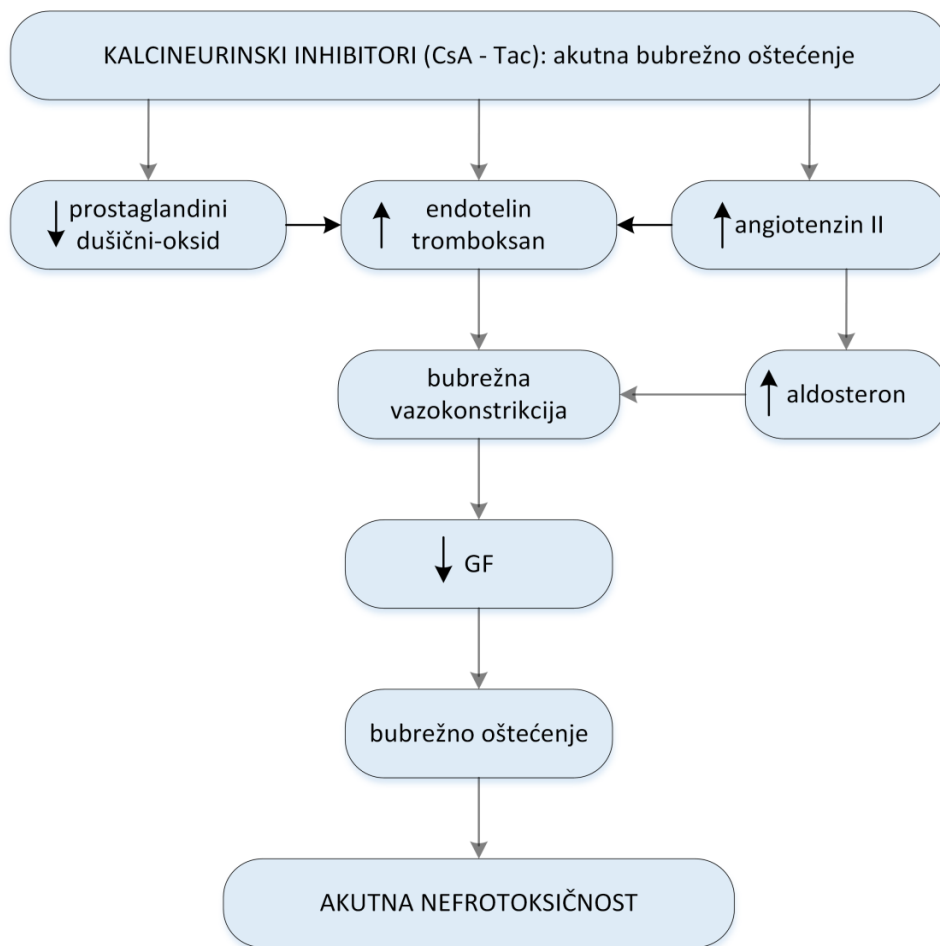 KALCINEURINSKI INHIBITORI (CsA - Tac): akutna bubrežno oštećenje
prostaglandini
dušični-oksid
endotelin
tromboksan
angiotenzin II
bubrežna
vazokonstrikcija
aldosteron
GF
bubrežno oštećenje
AKUTNA NEFROTOKSIČNOST